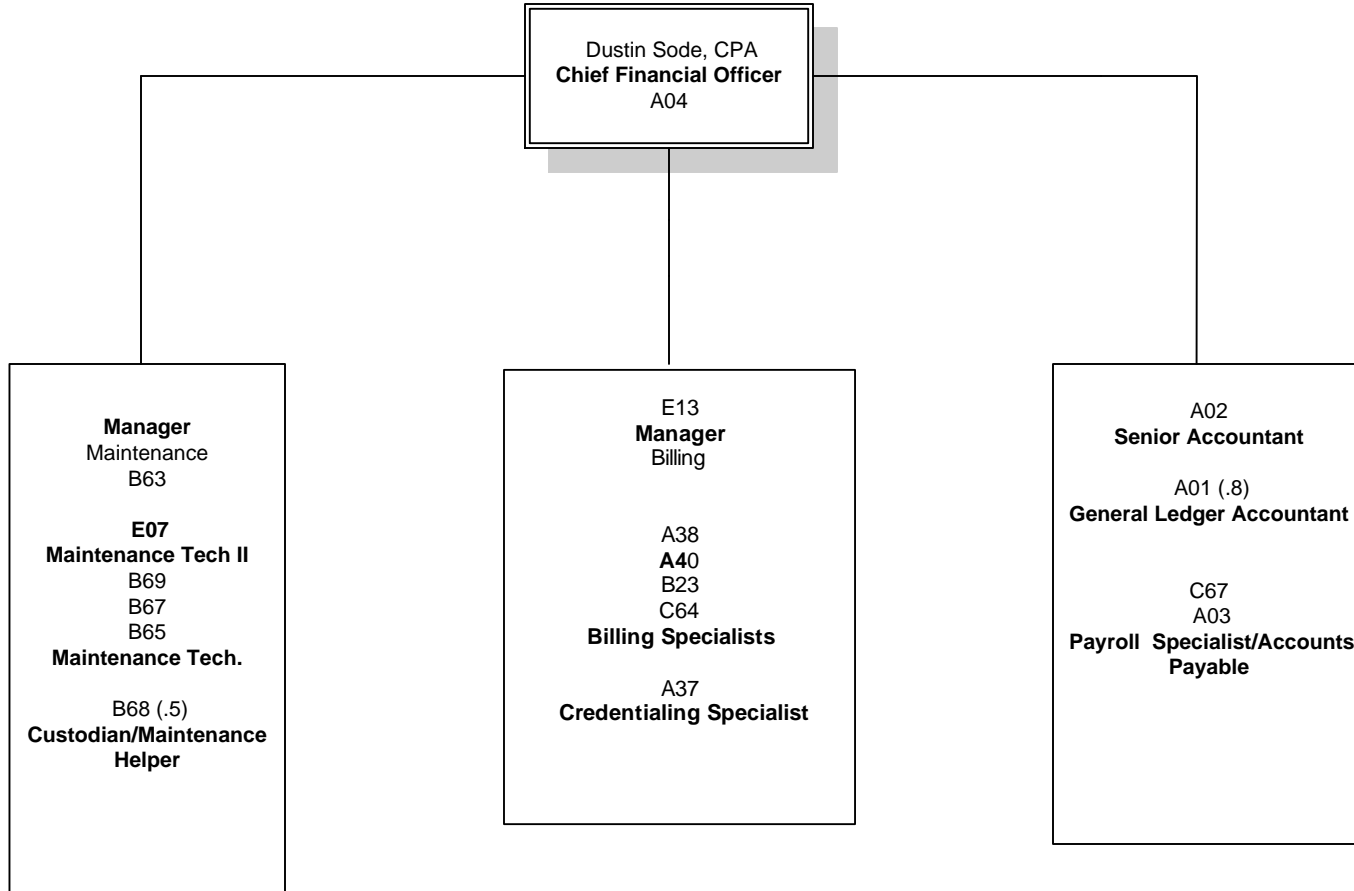 Dustin Sode, CPA
Chief Financial Officer
A04
Manager
Maintenance
B63
E07
Maintenance Tech II
B69
B67
B65
Maintenance Tech.
B68 (.5)
Custodian/Maintenance
Helper
E13
Manager
Billing
A38
A40
B23
C64
Billing Specialists
A37
Credentialing Specialist
A02
Senior Accountant
A01 (.8)
General Ledger Accountant
C67
A03
Payroll Specialist/Accounts
Payable